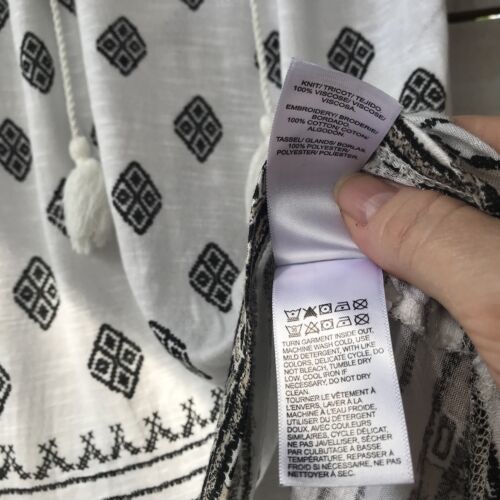 KNIT/ TRICOT/ TEJIDO
100% VISCOSE/ VISCOSE/
VISCOSA
EMBROIDERY/ BRODERIE/
BORDADO
100% COTTON/ COTON/
ALGODÓN
TASSEL/ GLANDS/ BORLAS
100% POLYESTER/
POLYESTER/ POLIESTER
TURN GARMENT INSIDE OUT,
MACHINE WASH COLD, USE
MILD DETERGENT, WITH LIKE
COLORS, DELICATE CYCLE, DO
NOT BLEACH, TUMBLE DRY
LOW, COOL IRON IF
NECESSARY, DO NOT DRY
CLEAN
TOURNER LE VÊTEMENT À
L'ENVERS, LAVER À LA
MACHINE À L'EAU FROIDE,
UTILISER DU DÉTERGENT
DOUX, AVEC COULEURS
SIMILAIRES, CYCLE DÉLICAT,
NE PAS JAVELLISER, SÉCHER
PAR CULBUTAGE À BASSE
TEMPÉRATURE, REPASSER À
FROID SI NÉCESSAIRE, NE PAS